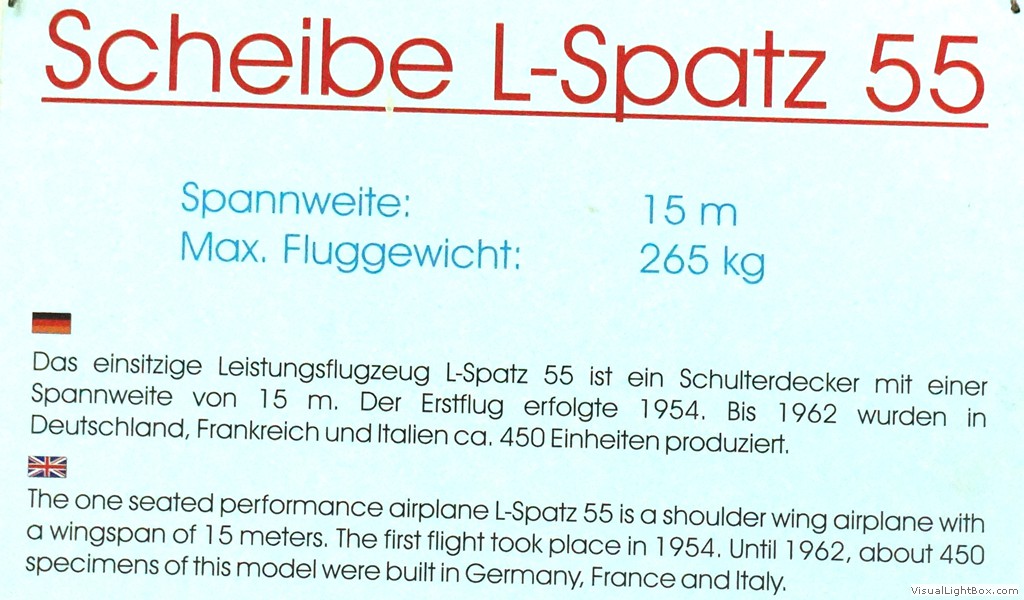 Scheibe L-Spatz 55
Spannweite: 15 m
Max. Fluggewicht: 265 kg
Das einsitzige Leistungsflugzeug L-Spatz 55 ist ein Schulterdecker mit einer
Spannweite von 15 m. Der Erstflug erfolgte 1954. Bis 1962 wurden in
Deutschland, Frankreich und Italien ca. 450 Einheiten produziert.
The one seated performance airplane L-Spatz 55 is a shoulder wing airplane with
a wingspan of 15 meters. The first flight took place in 1954. Until 1962, about 450
specimens of this model were built in Germany, France and Italy.
VisualLightBox.com